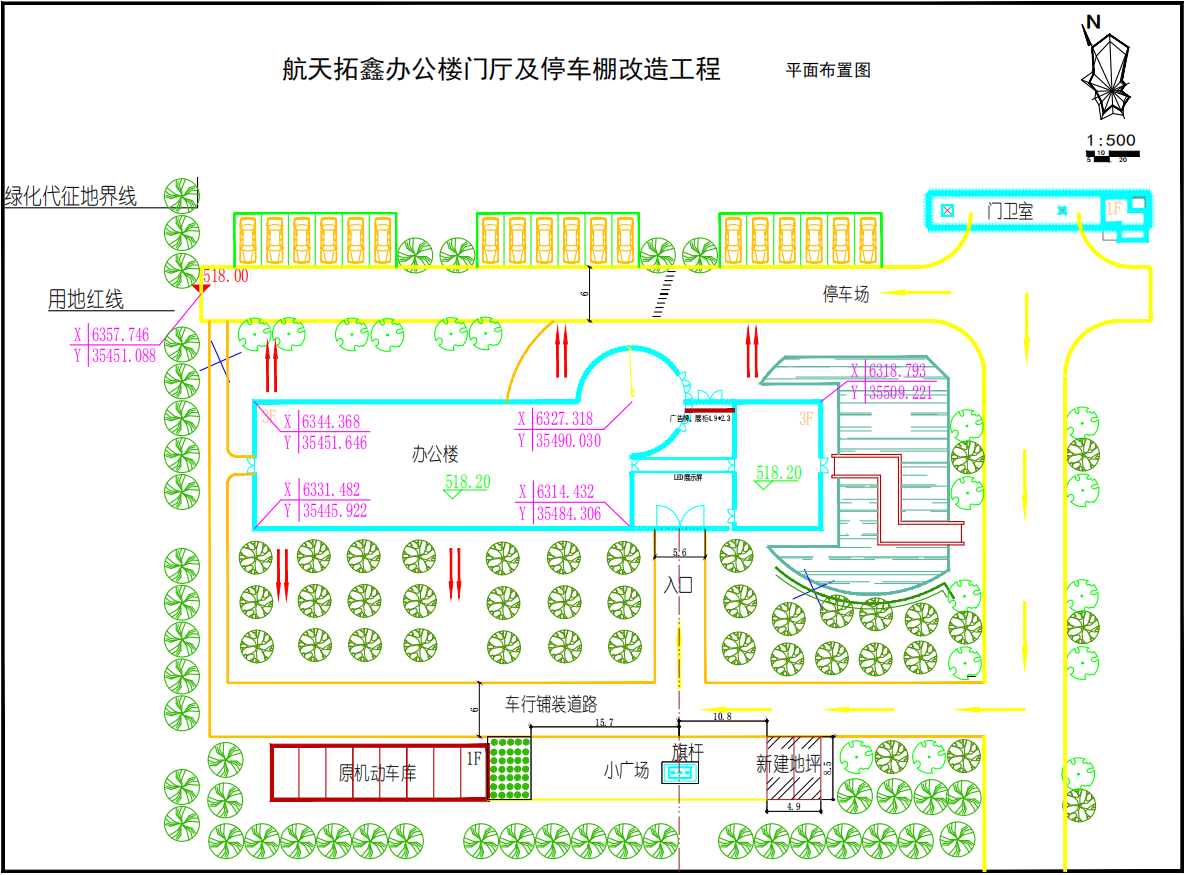 航天拓鑫办公楼门厅及停车棚改造工程 平面布置图
N
1:500
10
5 20
绿化代征地界线
门卫室 1F
518.00
用地红线
停车场
6
X 6357.746
Y 35451.088
X 6318.793
Y 35509.221
3F
X 6344.368
Y 35451.646
X 6327.318
Y 35490.030
3F
办公楼
LED展示屏
518.20
518.20
X 6331.482
Y 35445.922
X 6314.432
Y 35484.306
5.6
入口
6
车行铺装道路
15.7
10.8
1F
原机动车库
小广场
旗杆
新建地坪
8.5
4.9